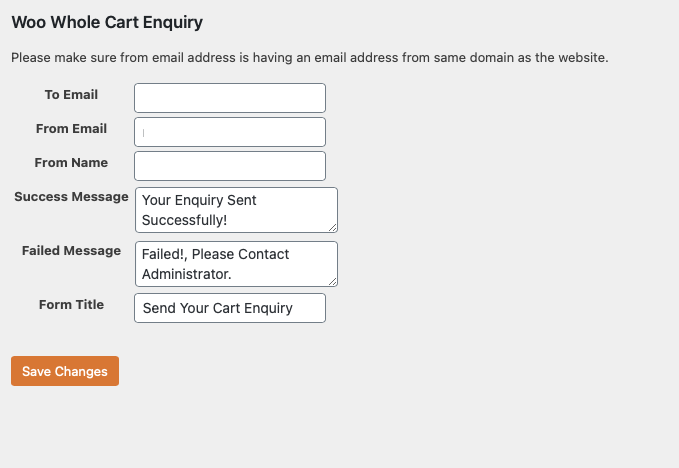 Woo Whole Cart Enquiry
Please make sure from email address is having an email address from same domain as the website.
To Email
From Email
From Name
Success Message
Your Enquiry Sent
Successfully!
Failed Message
Failed!, Please Contact
Administrator.
Form Title
Send Your Cart Enquiry
Save Changes